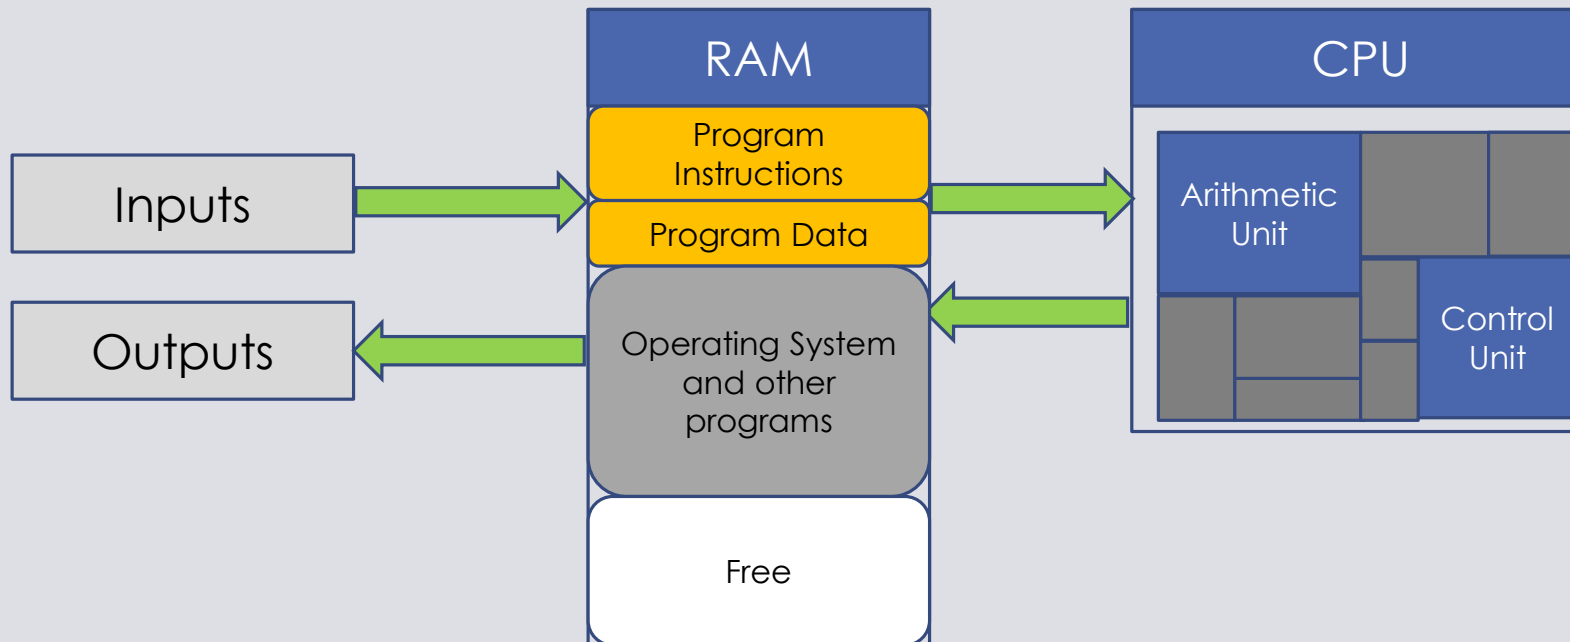 RAM
CPU
Program
Instructions
Inputs
Arithmetic
Unit
Program Data
Outputs
Operating System
and other
programs
Control
Unit
Free